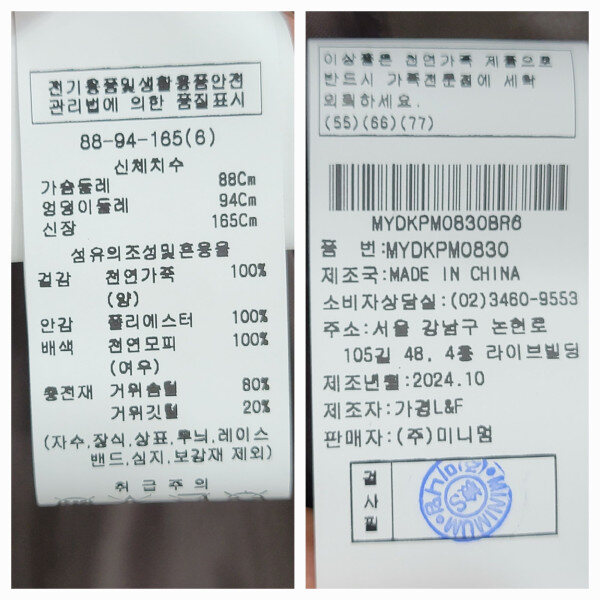 전기용품및생활용품안전
관리법에 의한 품질표시
88-94-165(6)
신체치수
가슴둘레 88Cm
엉덩이둘레 94Cm
신장 165Cm
섬유의조성및혼용율
겉감 천연가죽 100%
(양)
안감 폴리에스터 100%
배색 천연모피 100%
(여우)
충전재 거위솜털 80%
거위깃털 20%
(자수,장식,상표,무늬,레이스
밴드,심지,보강재 제외)
취급주의
이상품은 천연가죽 제품으로
반드시 가죽전문점에 세탁
의뢰하세요.
(55)(66)(77)
MYDKPM0830BR6
품 번:MYDKPM0830
제조국:MADE IN CHINA
소비자상담실:(02)3460-9553
주소:서울 강남구 논현로
105길 48, 4층 라이브빌딩
제조년월:2024.10
제조자:가경L&F
판매자:(주)미니멈
검사필
MINIMUM